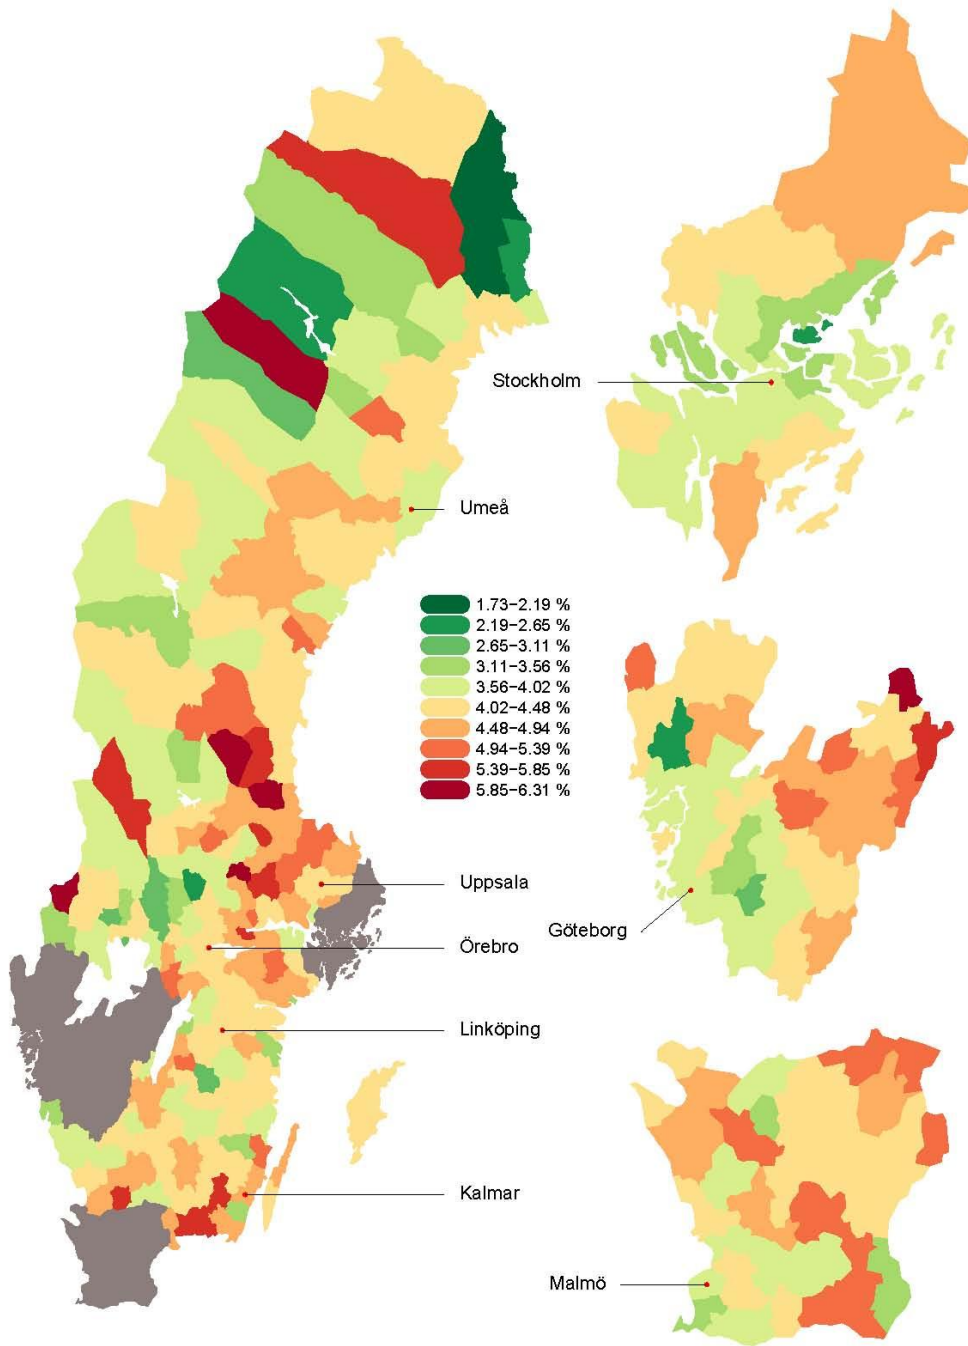 Stockholm
Umeå
1.73–2.19 %
2.19–2.65 %
2.65–3.11 %
3.11–3.56 %
3.56–4.02 %
4.02–4.48 %
4.48–4.94 %
4.94–5.39 %
5.39–5.85 %
5.85–6.31 %
Uppsala
Göteborg
Örebro
Linköping
Kalmar
Malmö